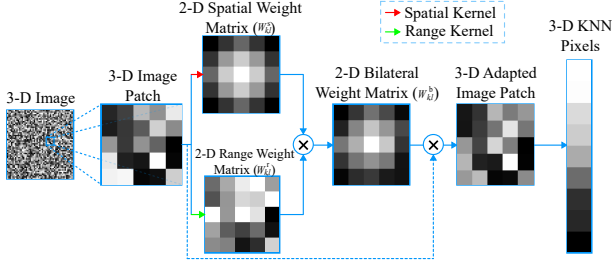 3-D Image
3-D Image
Patch
2-D Spatial Weight
Matrix (W^s_kl)
2-D Range Weight
Matrix (W^r_kl)
Spatial Kernel
Range Kernel
2-D Bilateral
Weight Matrix (W^b_kl)
3-D Adapted
Image Patch
3-D KNN
Pixels